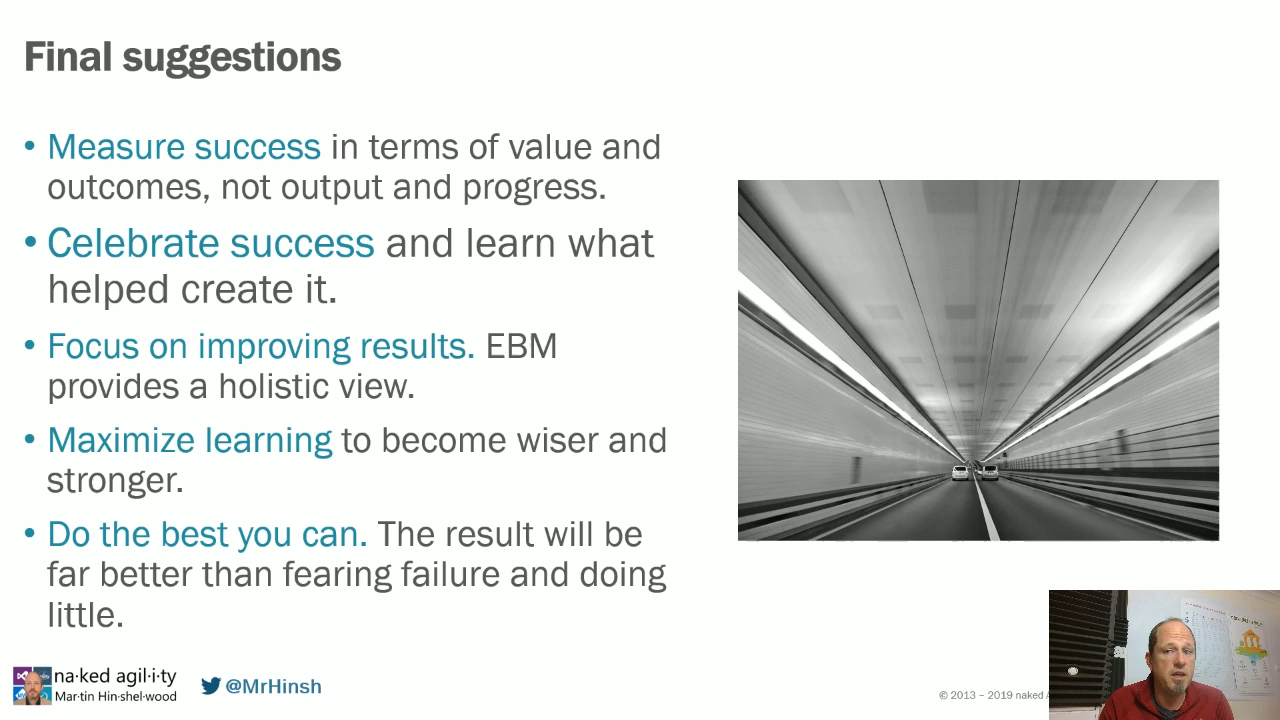 Final suggestions
• Measure success in terms of value and
outcomes, not output and progress.
• Celebrate success and learn what
helped create it.
• Focus on improving results. EBM
provides a holistic view.
• Maximize learning to become wiser and
stronger.
• Do the best you can. The result will be
far better than fearing failure and doing
little.
na·ked agil·i·ty
Mar·tin Hin·shel·wood
@MrHinsh
© 2013 – 2019 naked